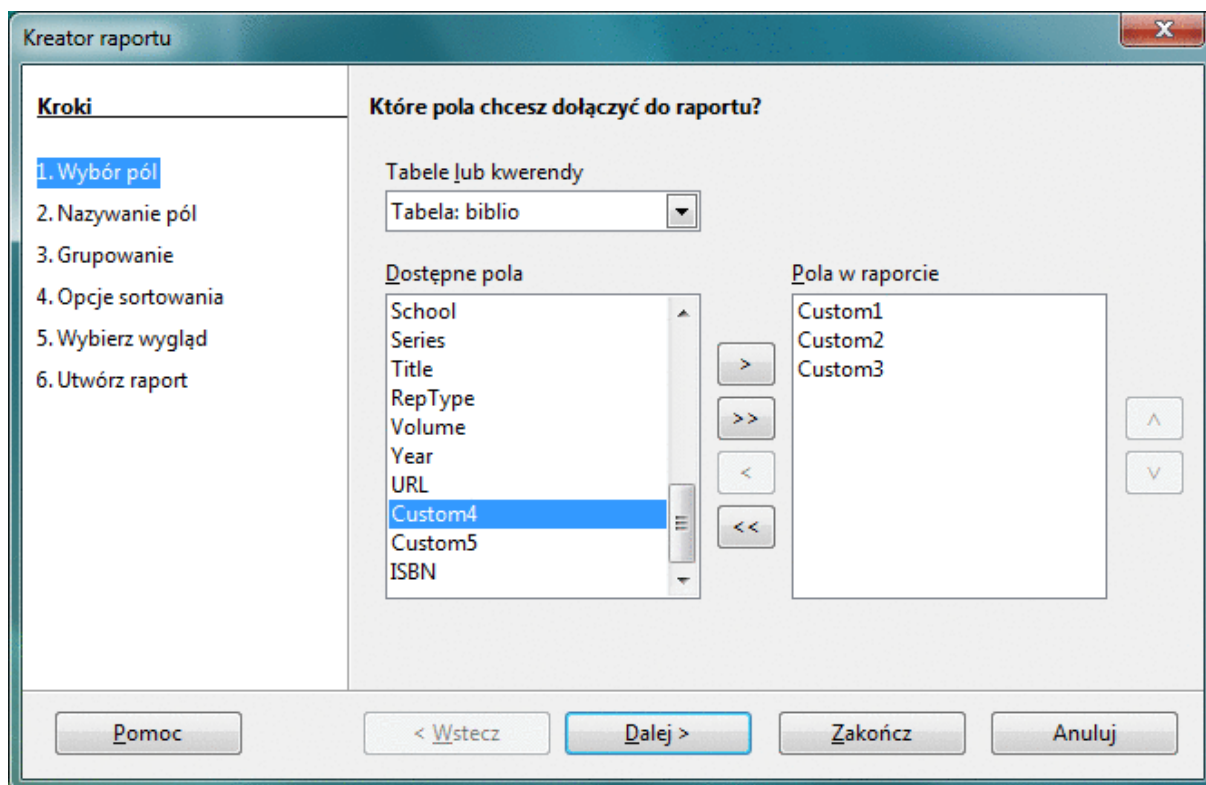 Kreator raportu
X
Kroki
1. Wybór pól
2. Nazywanie pól
3. Grupowanie
4. Opcje sortowania
5. Wybierz wygląd
6. Utwórz raport
Które pola chcesz dołączyć do raportu?
Tabele lub kwerendy
Tabela: biblio
Dostępne pola
School
Series
Title
RepType
Volume
Year
URL
Custom4
Custom5
ISBN
>
>>
<
<<
Pola w raporcie
Custom1
Custom2
Custom3
Pomoc
< Wstecz
Dalej >
Zakończ
Anuluj